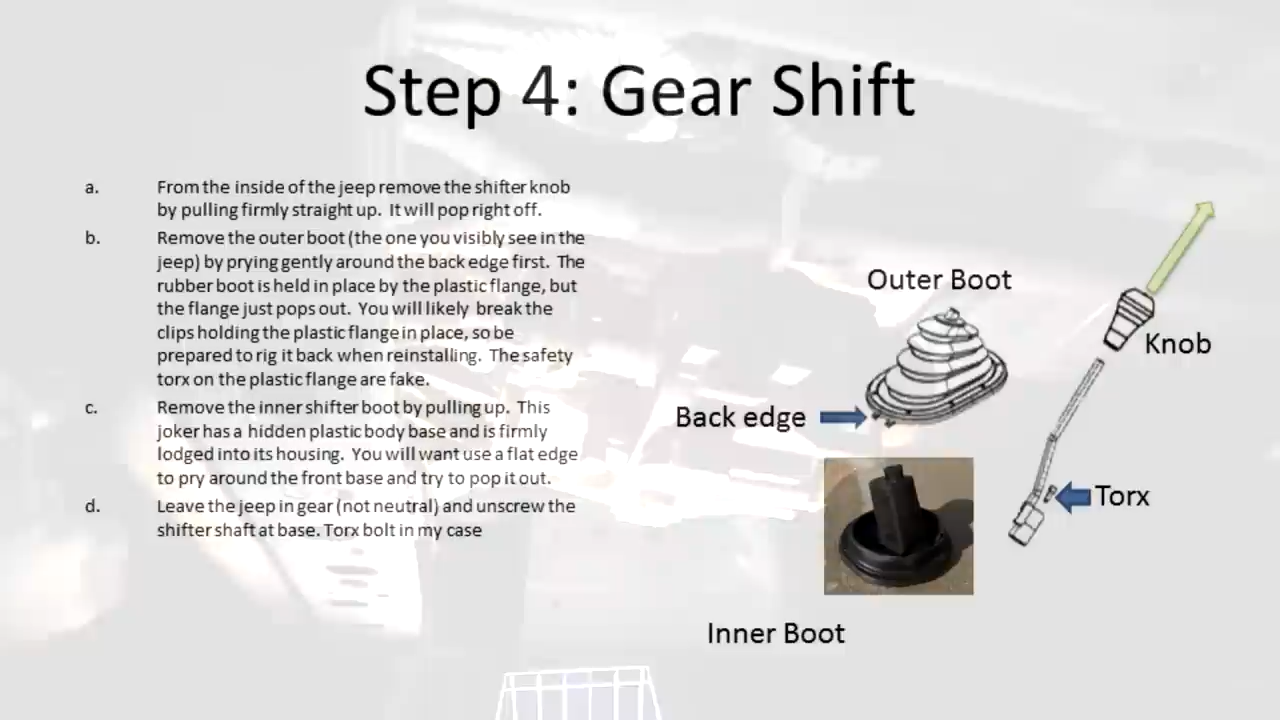 Step 4: Gear Shift
a. From the inside of the jeep remove the shifter knob
by pulling firmly straight up. It will pop right off.
b. Remove the outer boot (the one you visibly see in the
jeep) by prying gently around the back edge first. The
rubber boot is held in place by the plastic flange, but
the flange just pops out. You will likely break the
clips holding the plastic flange in place, so be
prepared to rig it back when reinstalling. The safety
torx on the plastic flange are fake.
c. Remove the inner shifter boot by pulling up. This
joker has a hidden plastic body base and is firmly
lodged into its housing. You will want use a flat edge
to pry around the front base and try to pop it out.
d. Leave the jeep in gear (not neutral) and unscrew the
shifter shaft at base. Torx bolt in my case
Outer Boot
Knob
Back edge
Torx
Inner Boot